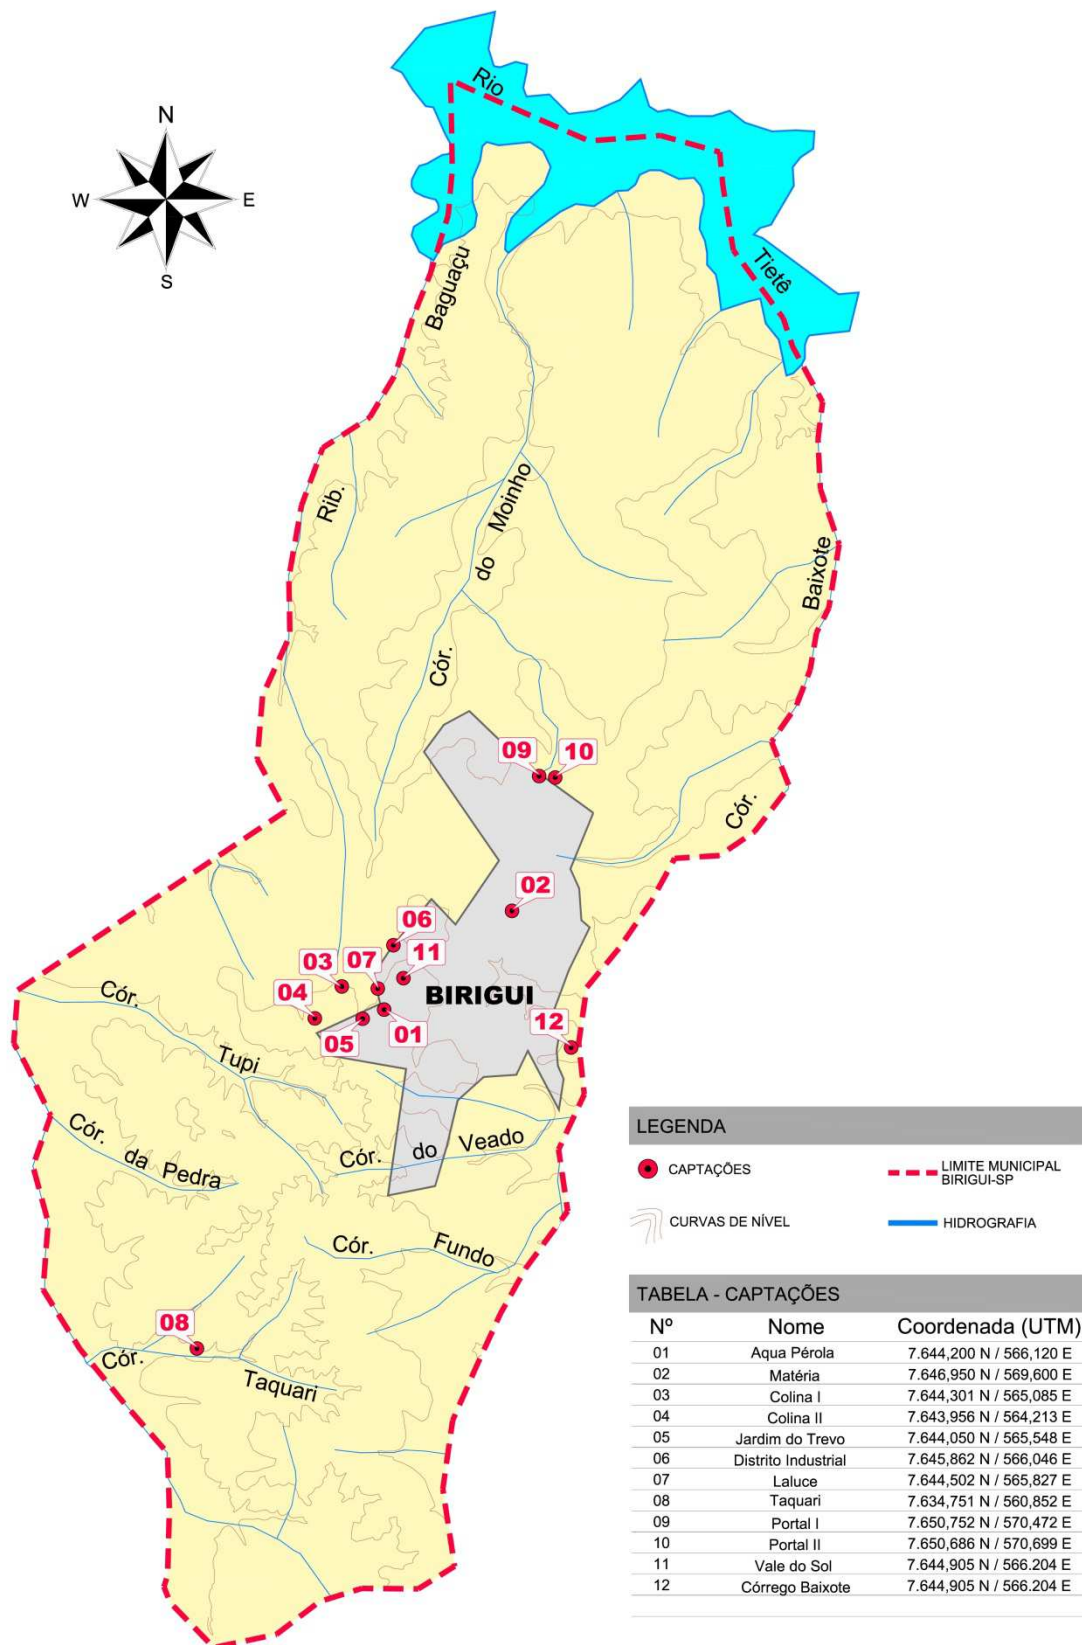 Rio
Tietê
N
W
E
S
Baguaçu
Rib.
do Moinho
Cór.
Baixote
Cór.
09
10
02
06
03
07
11
04
BIRIGUI
05
01
12
Cór.
Tupi
Cór.
da Pedra
Cór. do Veado
Cór. Fundo
08
Cór.
Taquari
LEGENDA
CAPTAÇÕES
LIMITE MUNICIPAL
BIRIGUI-SP
CURVAS DE NÍVEL
HIDROGRAFIA
TABELA - CAPTAÇÕES
Nº Nome Coordenada (UTM)
01 Aqua Pérola 7.644,200 N / 566,120 E
02 Matéria 7.646,950 N / 569,600 E
03 Colina I 7.644,301 N / 565,085 E
04 Colina II 7.643,956 N / 564,213 E
05 Jardim do Trevo 7.644,050 N / 565,548 E
06 Distrito Industrial 7.645,862 N / 566,046 E
07 Laluce 7.644,502 N / 565,827 E
08 Taquari 7.634,751 N / 560,852 E
09 Portal I 7.650,752 N / 570,472 E
10 Portal II 7.650,686 N / 570,699 E
11 Vale do Sol 7.644,905 N / 566.204 E
12 Córrego Baixote 7.644,905 N / 566.204 E